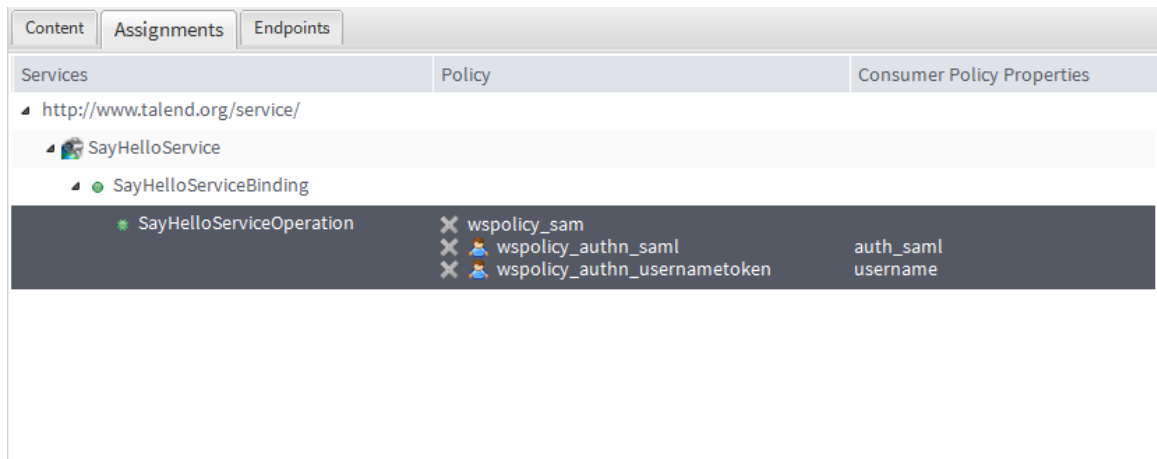 Content Assignments Endpoints
Services Policy Consumer Policy Properties
http://www.talend.org/service/
SayHelloService
SayHelloServiceBinding
SayHelloServiceOperation wspolicy_sam
wspolicy_authn_saml auth_saml
wspolicy_authn_usernametoken username